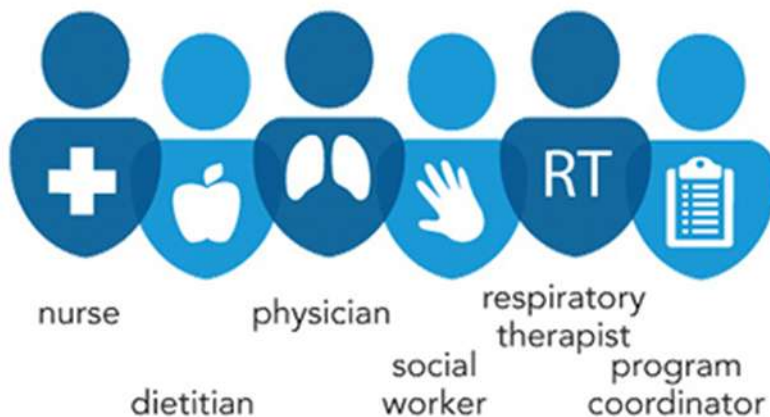 RT
nurse
dietitian
physician
social
worker
respiratory
therapist
program
coordinator